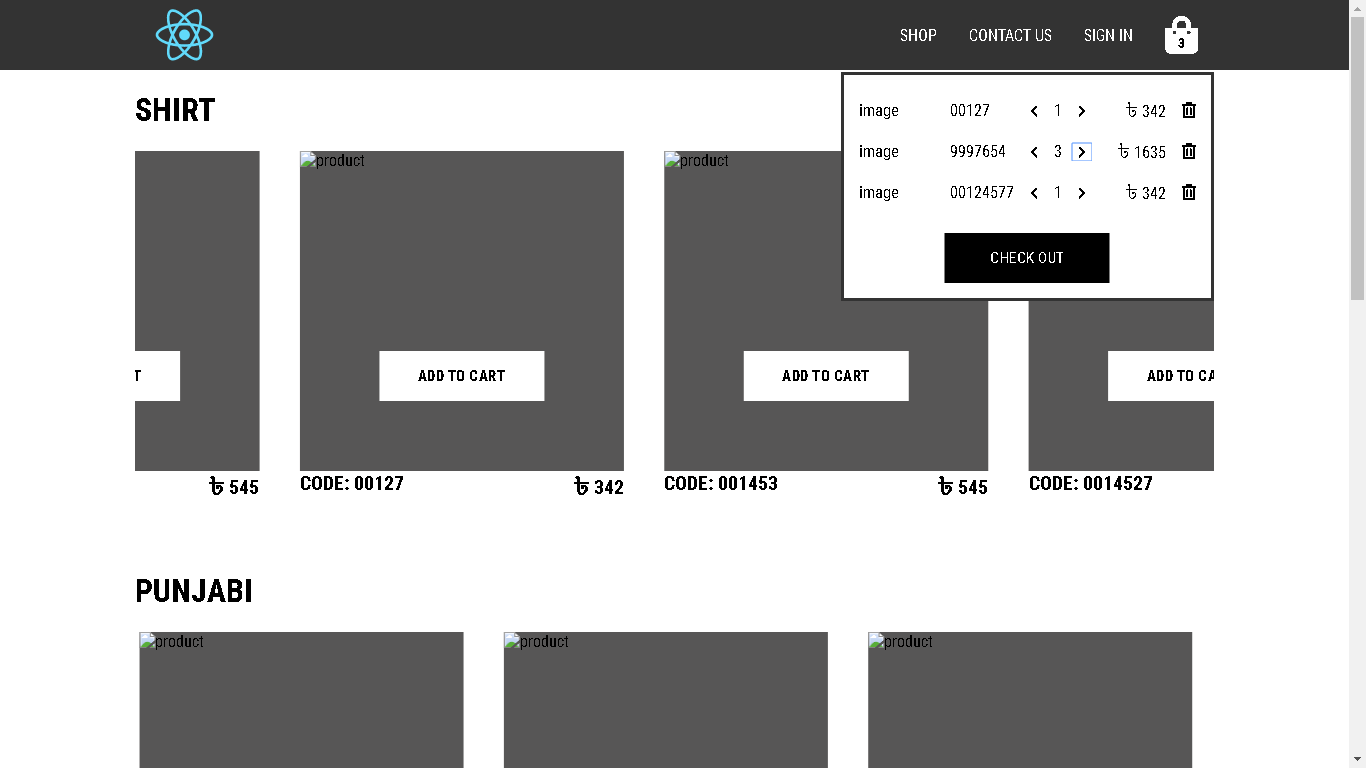 SHOP CONTACT US SIGN IN 3
SHIRT
image 00127 1 ৳ 342
image 9997654 3 ৳ 1635
image 00124577 1 ৳ 342
CHECK OUT
product product
T ADD TO CART ADD TO CART ADD TO CA
৳ 545 CODE: 00127 ৳ 342 CODE: 001453 ৳ 545 CODE: 0014527
PUNJABI
product product product